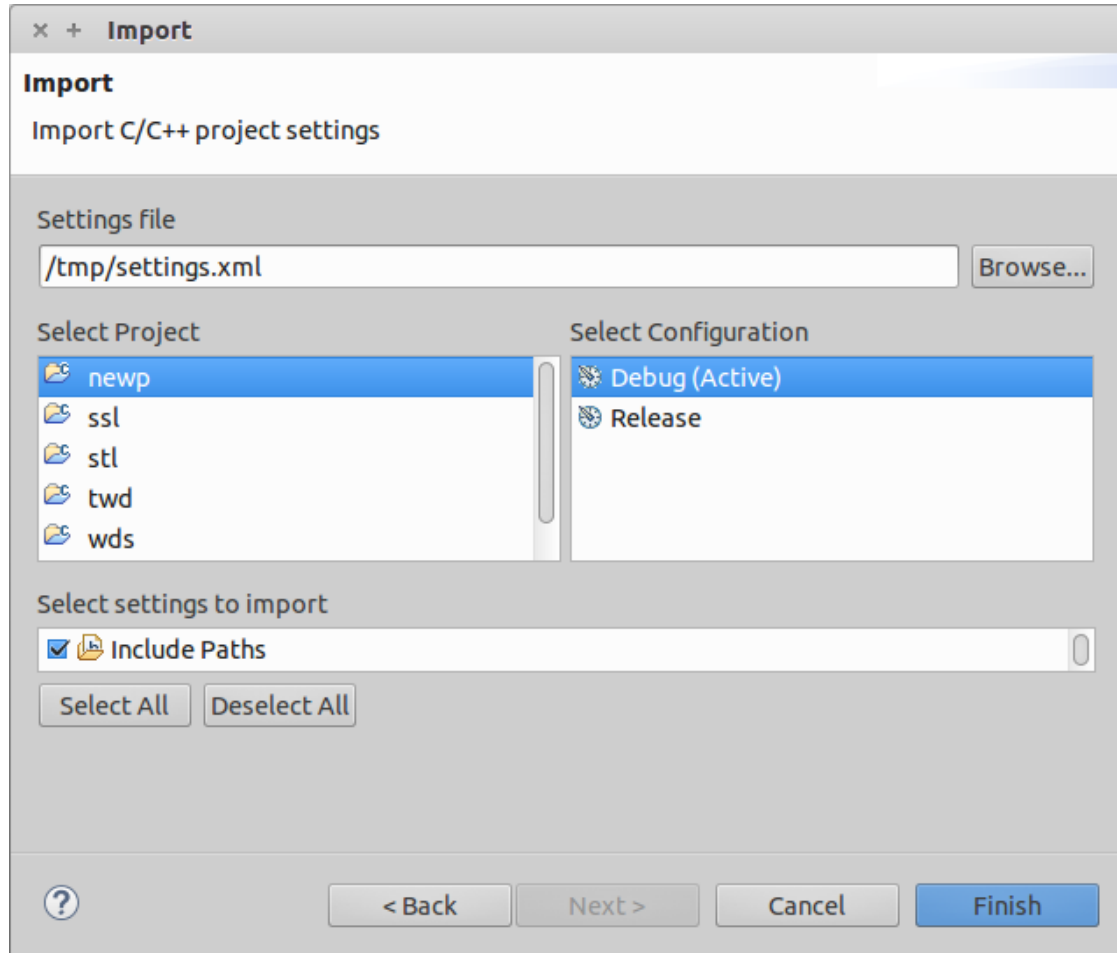 Import
Import
Import C/C++ project settings
Settings file
/tmp/settings.xml
Browse...
Select Project
Select Configuration
newp
Debug (Active)
ssl
Release
stl
twd
wds
Select settings to import
Include Paths
Select All
Deselect All
< Back
Next >
Cancel
Finish